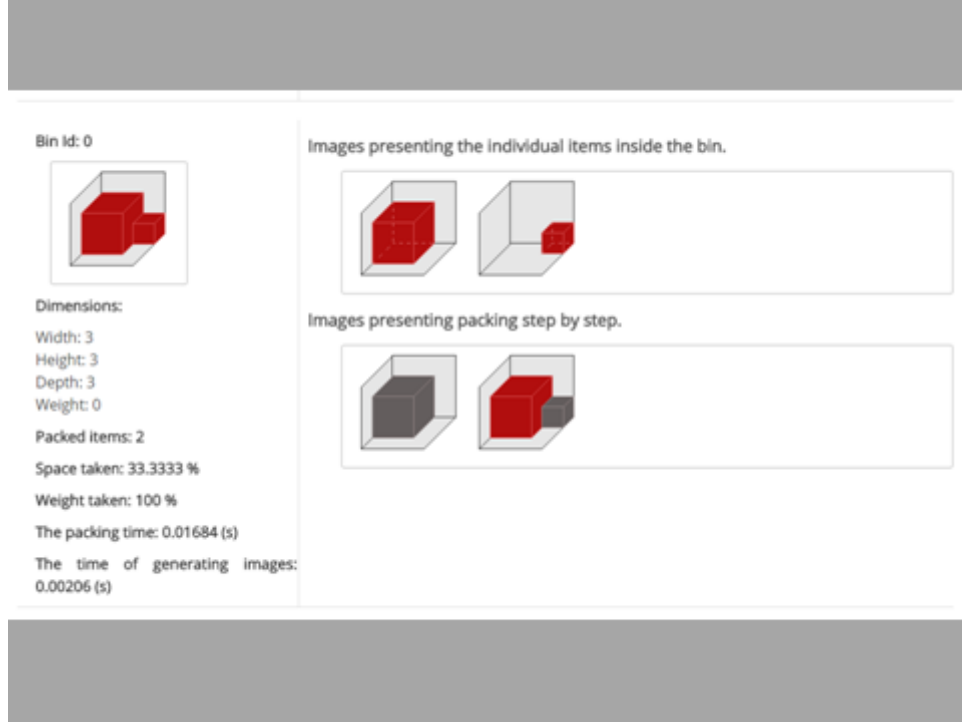 Bin Id: 0
Images presenting the individual items inside the bin.
Dimensions:
Width: 3
Height: 3
Depth: 3
Weight: 0
Packed items: 2
Space taken: 33.3333 %
Weight taken: 100 %
The packing time: 0.01684 (s)
The time of generating images:
0.00206 (s)
Images presenting packing step by step.